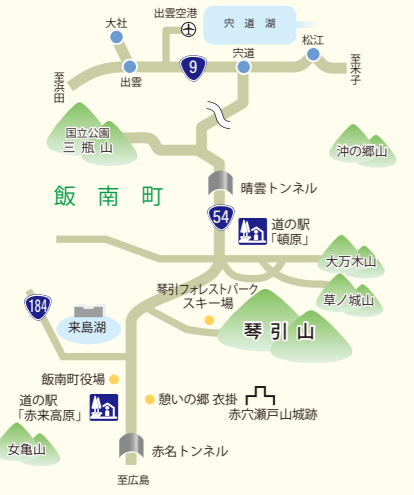 出雲空港
宍道湖
大社
松江
宍道
9
出雲
至浜田
至米子
国立公園
三瓶山
沖の郷山
飯南町
晴雲トンネル
54
道の駅
「頓原」
大万木山
琴引フォレストパーク
スキー場
草ノ城山
184
来島湖
琴引山
飯南町役場
道の駅
「赤来高原」
憩いの郷 衣掛
赤穴瀬戸山城跡
女亀山
赤名トンネル
至広島